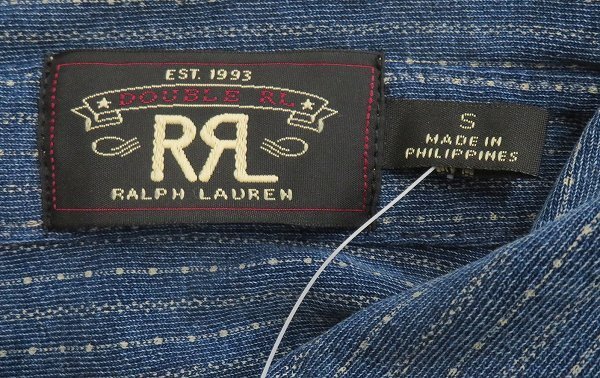 EST. 1993
DOUBLE RL
RRL
RALPH LAUREN
S
MADE IN
PHILIPPINES